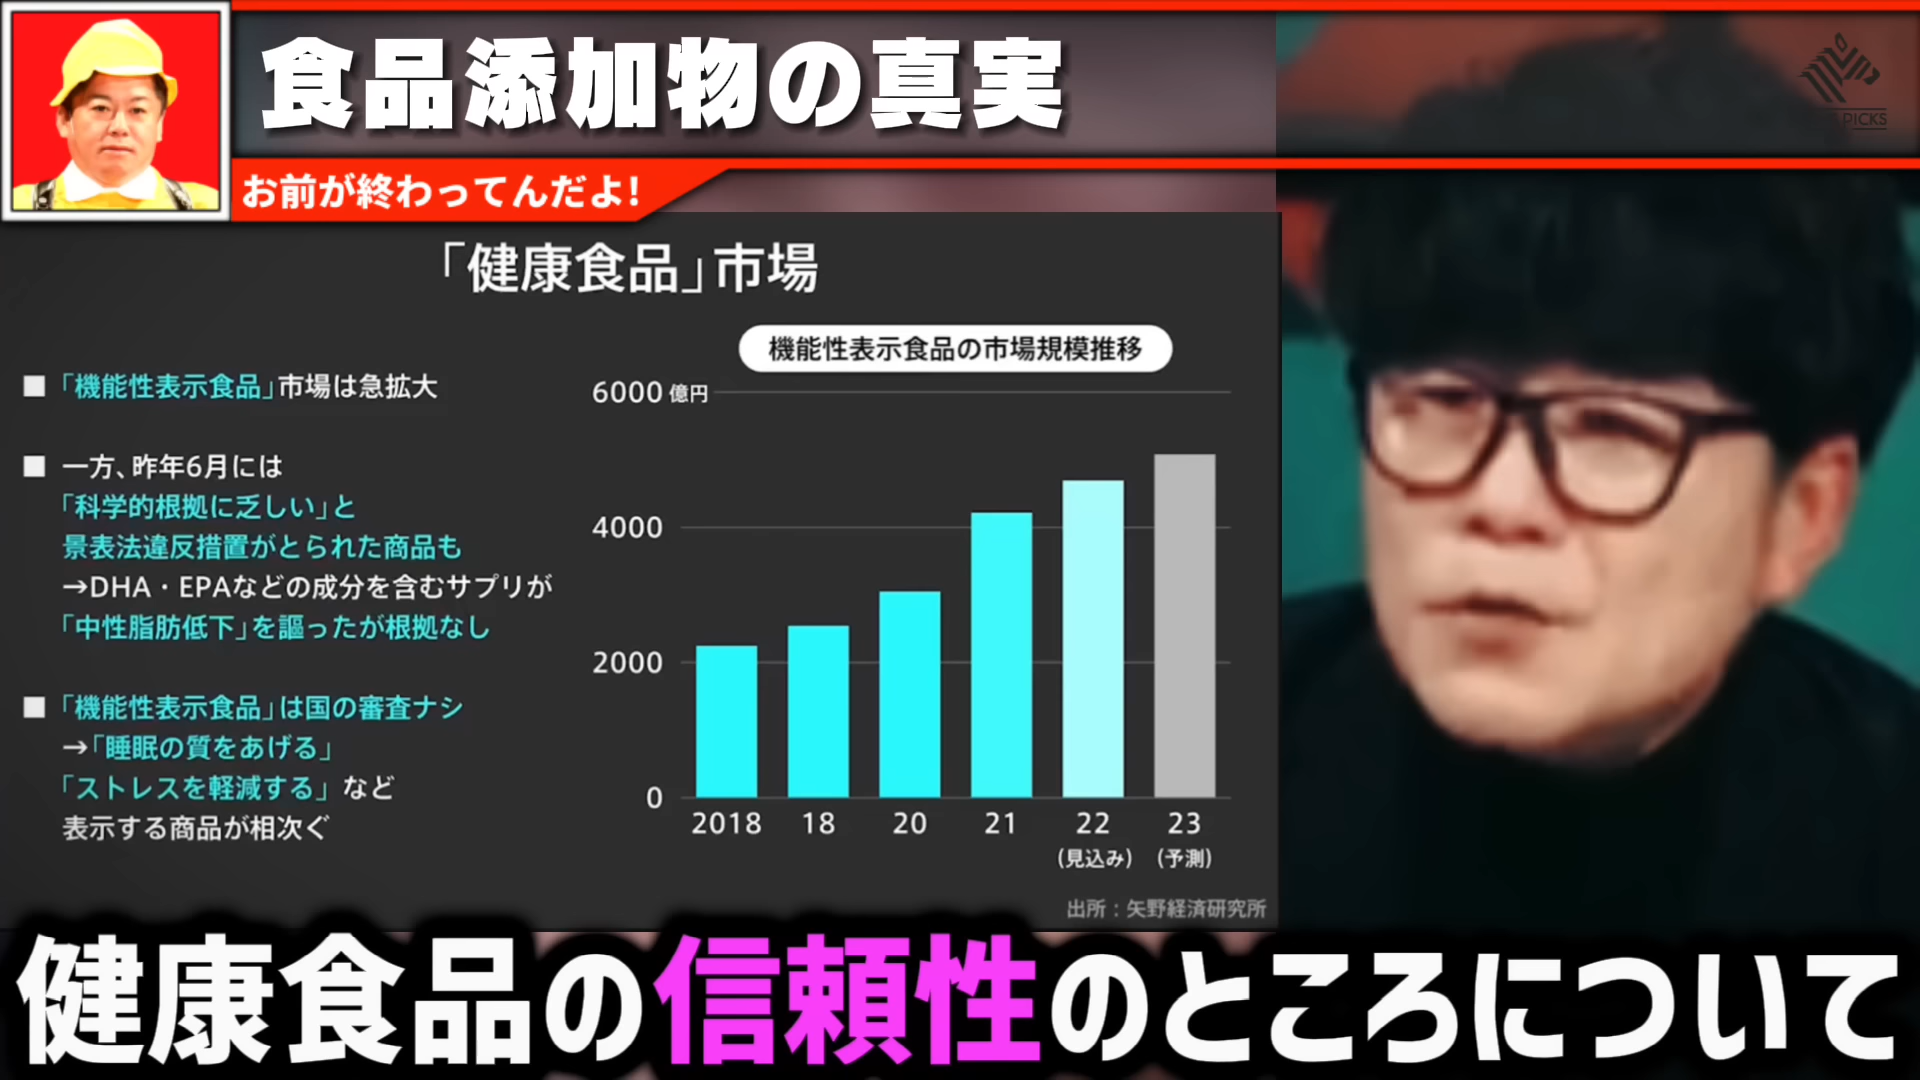 食品添加物の真実
お前が終わってんだよ!
PICKS
「健康食品」市場
機能性表示食品の市場規模推移
■「機能性表示食品」市場は急拡大
■ 一方、昨年6月には
「科学的根拠に乏しい」と
景表法違反措置がとられた商品も
→DHA・EPAなどの成分を含むサプリが
「中性脂肪低下」を謳ったが根拠なし
■「機能性表示食品」は国の審査ナシ
→「睡眠の質をあげる」
「ストレスを軽減する」など
表示する商品が相次ぐ
6000 億円
4000
2000
0
2018 18 20 21 22 23
(見込み) (予測)
出所：矢野経済研究所
健康食品の信頼性のところについて